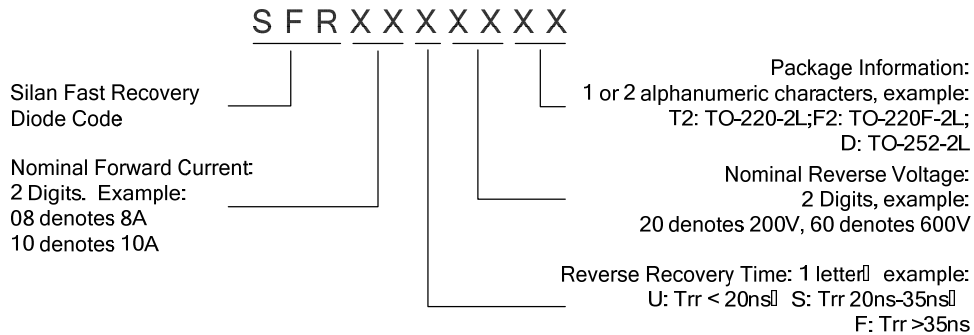 SFRXXXXXXX
Silan Fast Recovery
Diode Code
Nominal Forward Current:
2 Digits. Example:
08 denotes 8A
10 denotes 10A
Package Information:
1 or 2 alphanumeric characters, example:
T2: TO-220-2L;F2: TO-220F-2L;
D: TO-252-2L
Nominal Reverse Voltage:
2 Digits, example:
20 denotes 200V, 60 denotes 600V
Reverse Recovery Time: 1 letter▯ example:
U: Trr < 20ns▯ S: Trr 20ns-35ns▯
F: Trr >35ns